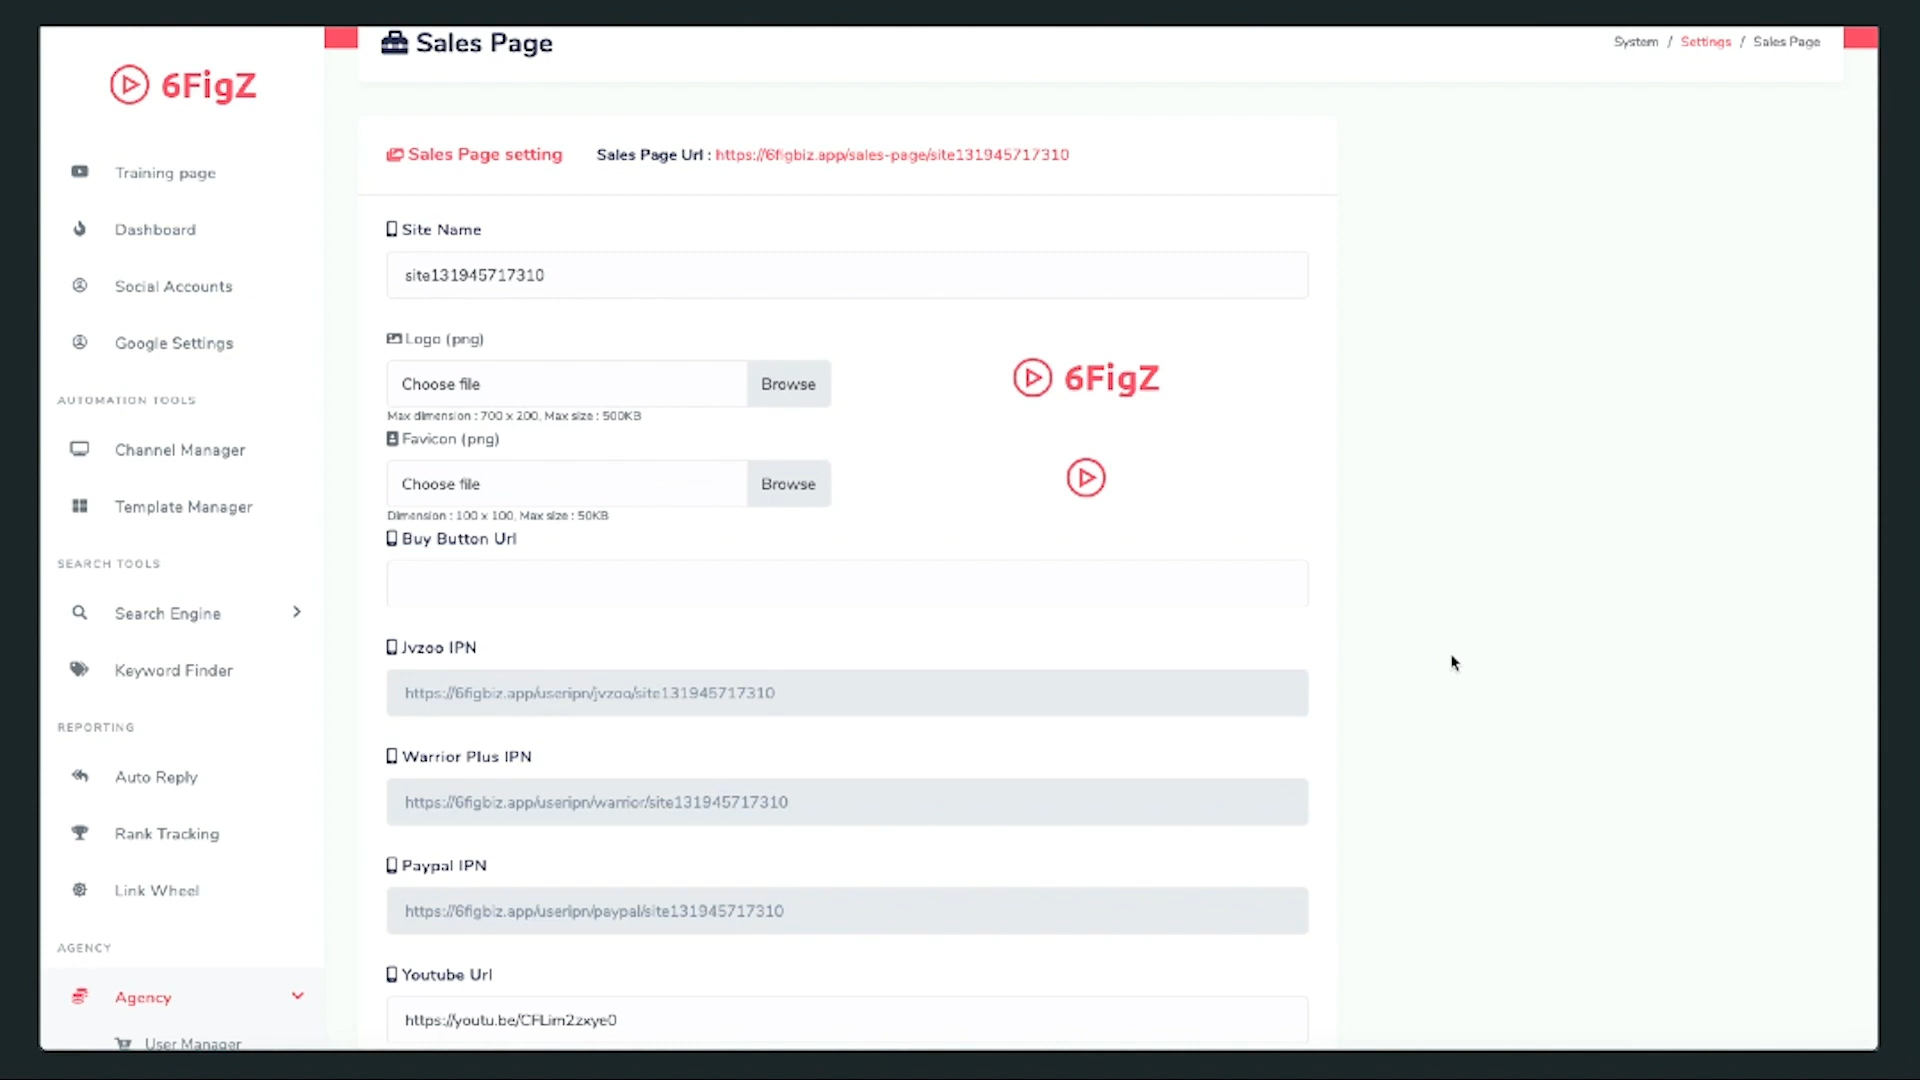 6FigZ
Training page
Dashboard
Social Accounts
Google Settings
AUTOMATION TOOLS
Channel Manager
Template Manager
SEARCH TOOLS
Search Engine
Keyword Finder
REPORTING
Auto Reply
Rank Tracking
Link Wheel
AGENCY
Agency
User Manager
Sales Page
System / Settings / Sales Page
Sales Page setting Sales Page Url : https://6figbiz.app/sales-page/site131945717310
Site Name
site131945717310
Logo (png)
Choose file Browse
Max dimension : 700 x 200, Max size : 500KB
6FigZ
Favicon (png)
Choose file Browse
Dimension : 100 x 100, Max size : 50KB
Buy Button Url
Jvzoo IPN
https://6figbiz.app/useripn/jvzoo/site131945717310
Warrior Plus IPN
https://6figbiz.app/useripn/warrior/site131945717310
Paypal IPN
https://6figbiz.app/useripn/paypal/site131945717310
Youtube Url
https://youtu.be/CFLim2zxye0